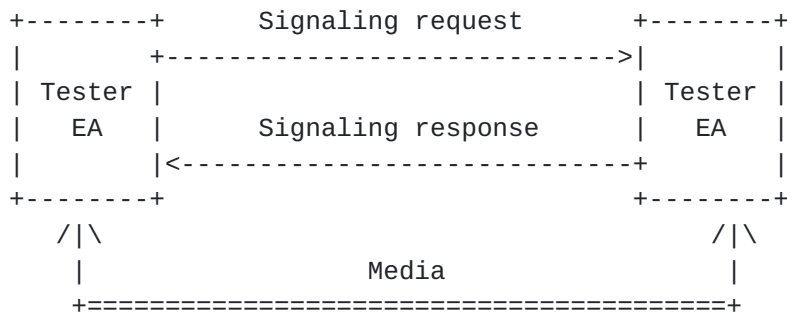 Signaling request
Tester Tester
EA Signaling response EA
Media